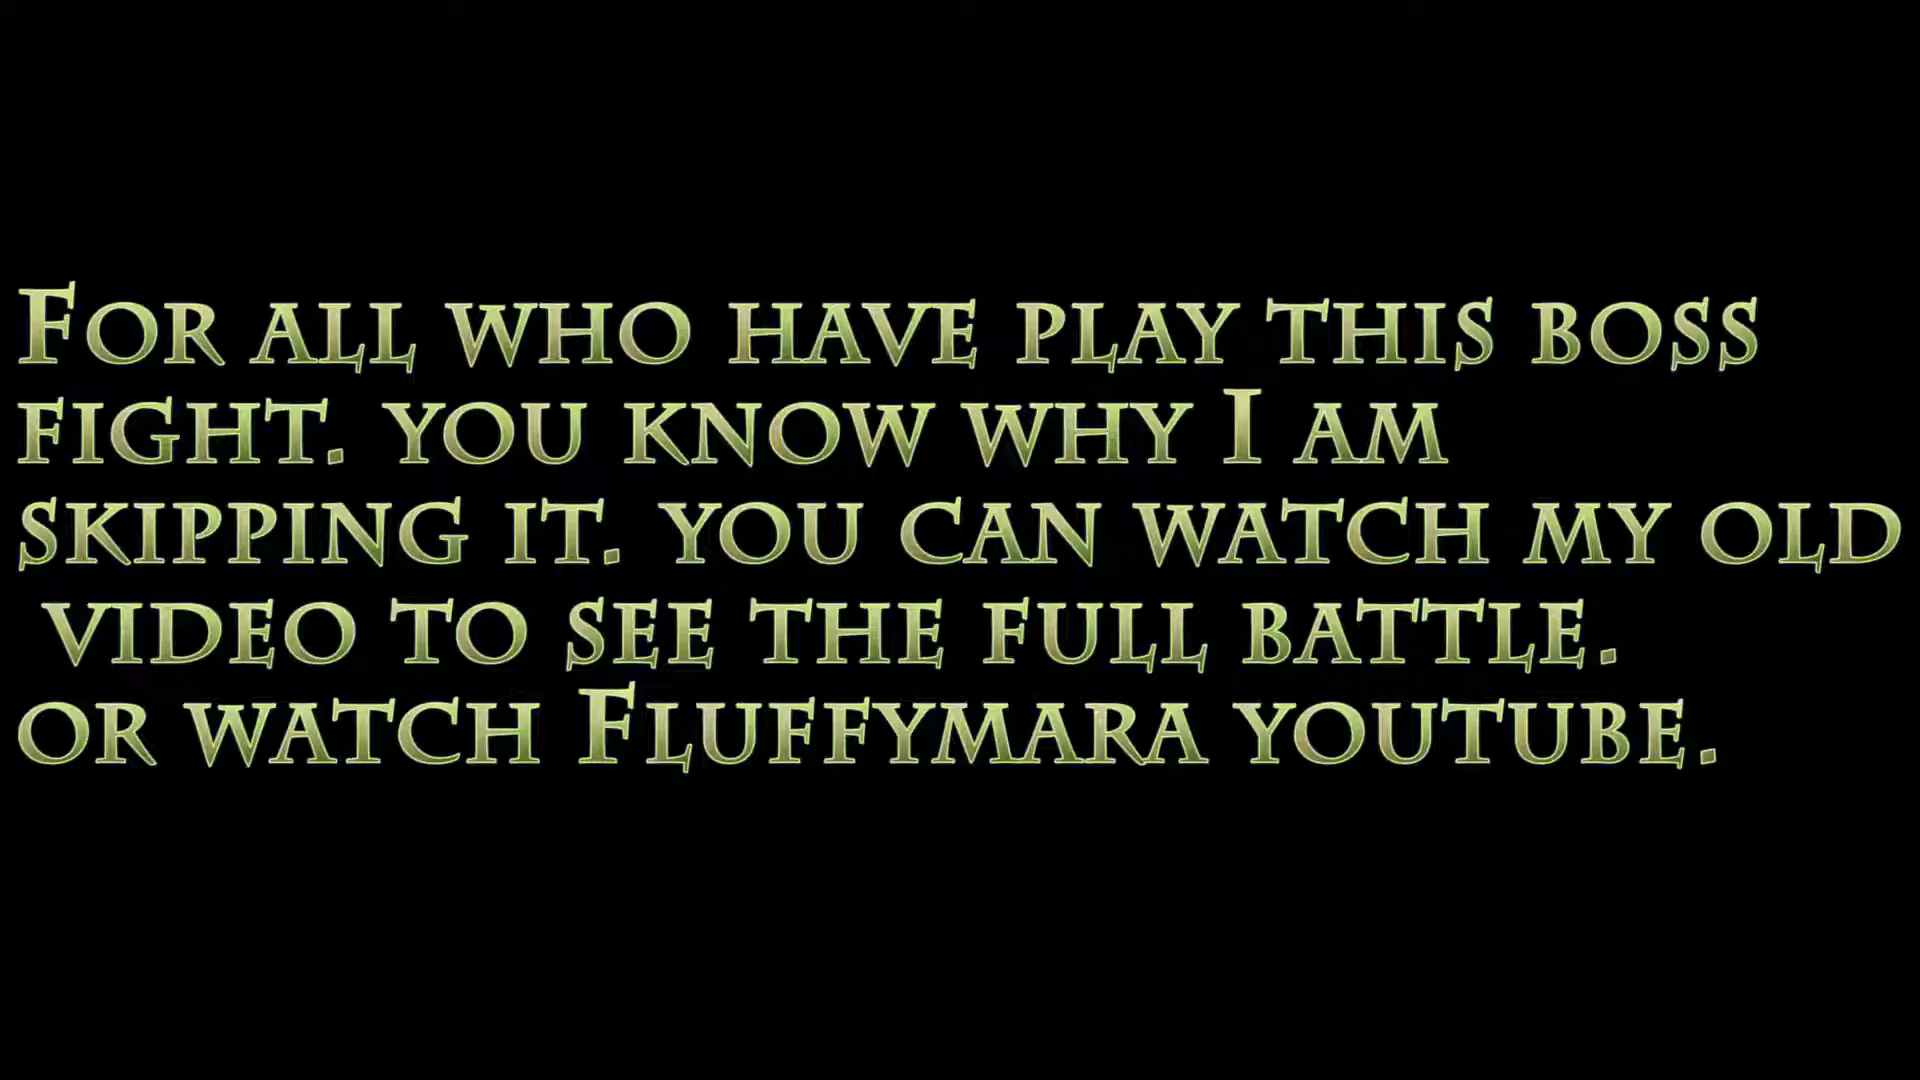 For all who have play this boss
fight. you know why I am
skipping it. you can watch my old
video to see the full battle.
or watch Fluffymara youtube.